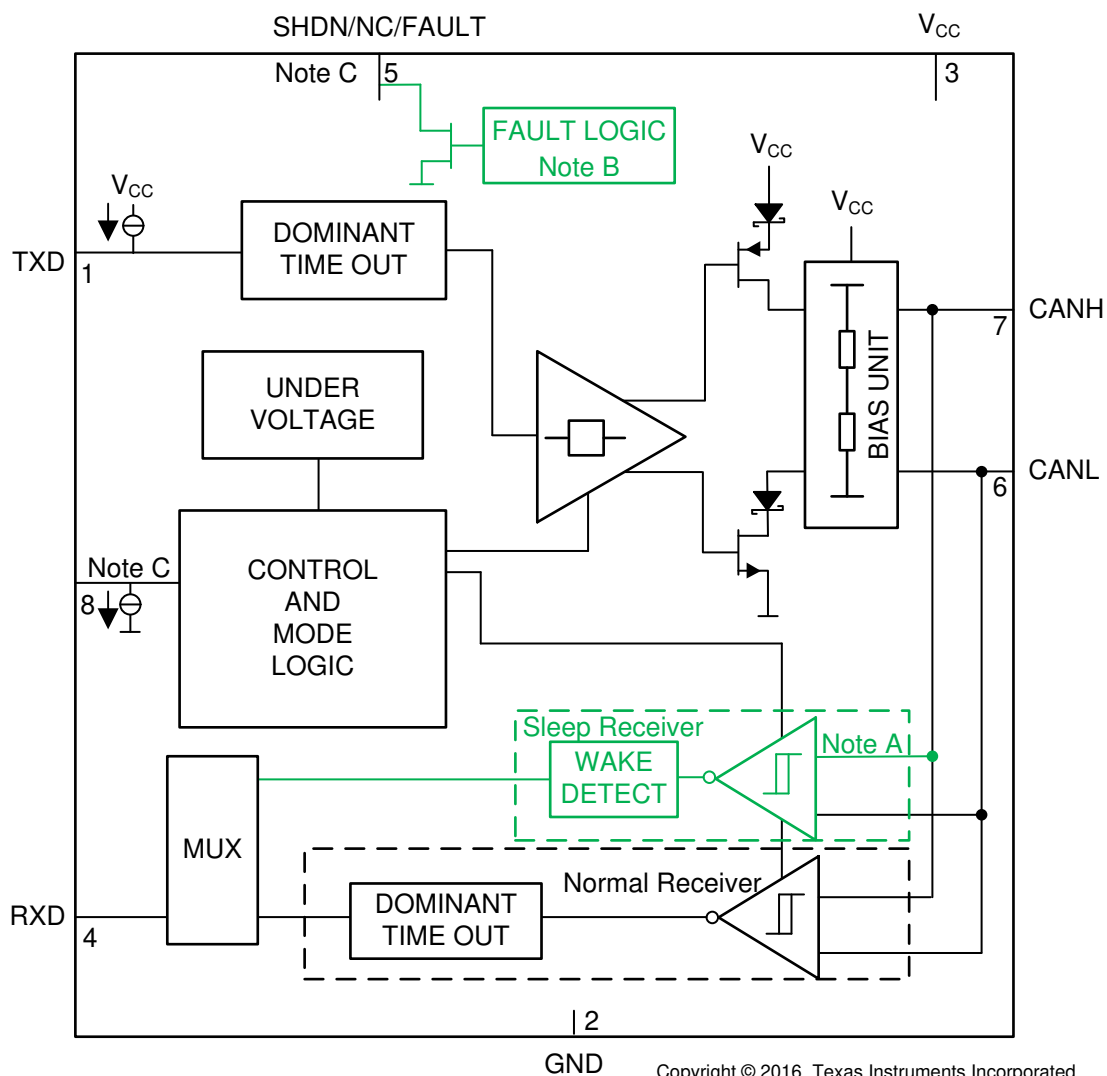 SHDN/NC/FAULT
VCC
Note C
5
3
FAULT LOGIC
Note B
VCC
VCC
VCC
TXD
1
DOMINANT
TIME OUT
7
CANH
UNDER
VOLTAGE
BIAS UNIT
6
CANL
Note C
8
CONTROL
AND
MODE
LOGIC
Sleep Receiver
Note A
WAKE
DETECT
MUX
Normal Receiver
RXD
4
DOMINANT
TIME OUT
2
GND
Copyright © 2016, Texas Instruments Incorporated